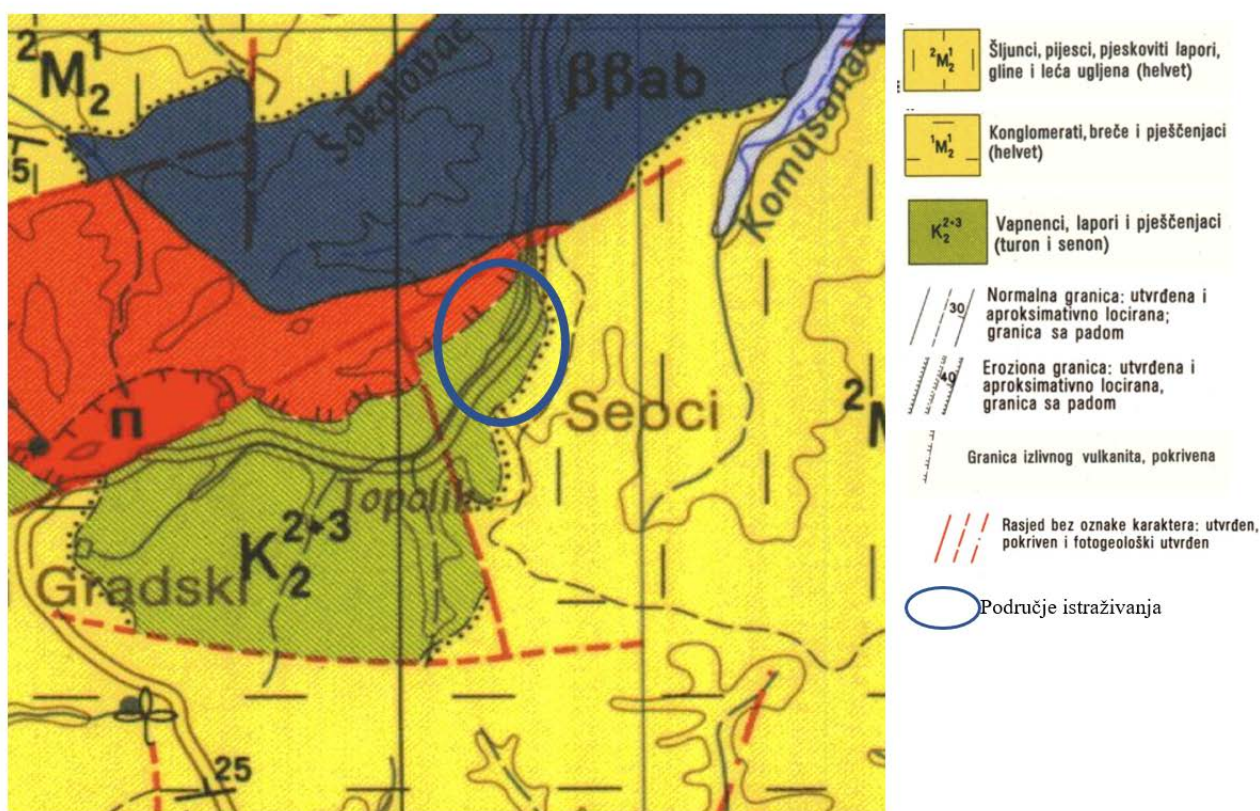 ²M₂¹
Sokolovac
ββab
Komušanac
5
π
Sebci
²M
Topolik
K₂²⁺³
Gradski
25
²M₂¹
Šljunci, pijesci, pjeskoviti lapori,
gline i leća ugljena (helvet)
¹M₂¹
Konglomerati, breče i pješčenjaci
(helvet)
K₂²⁺³
Vapnenci, lapori i pješčenjaci
(turon i senon)
30
Normalna granica: utvrđena i
aproksimativno locirana;
granica sa padom
40
Eroziona granica: utvrđena i
aproksimativno locirana,
granica sa padom
Granica izlivnog vulkanita, pokrivena
Rasjed bez oznake karaktera: utvrđen,
pokriven i fotogeološki utvrđen
Područje istraživanja